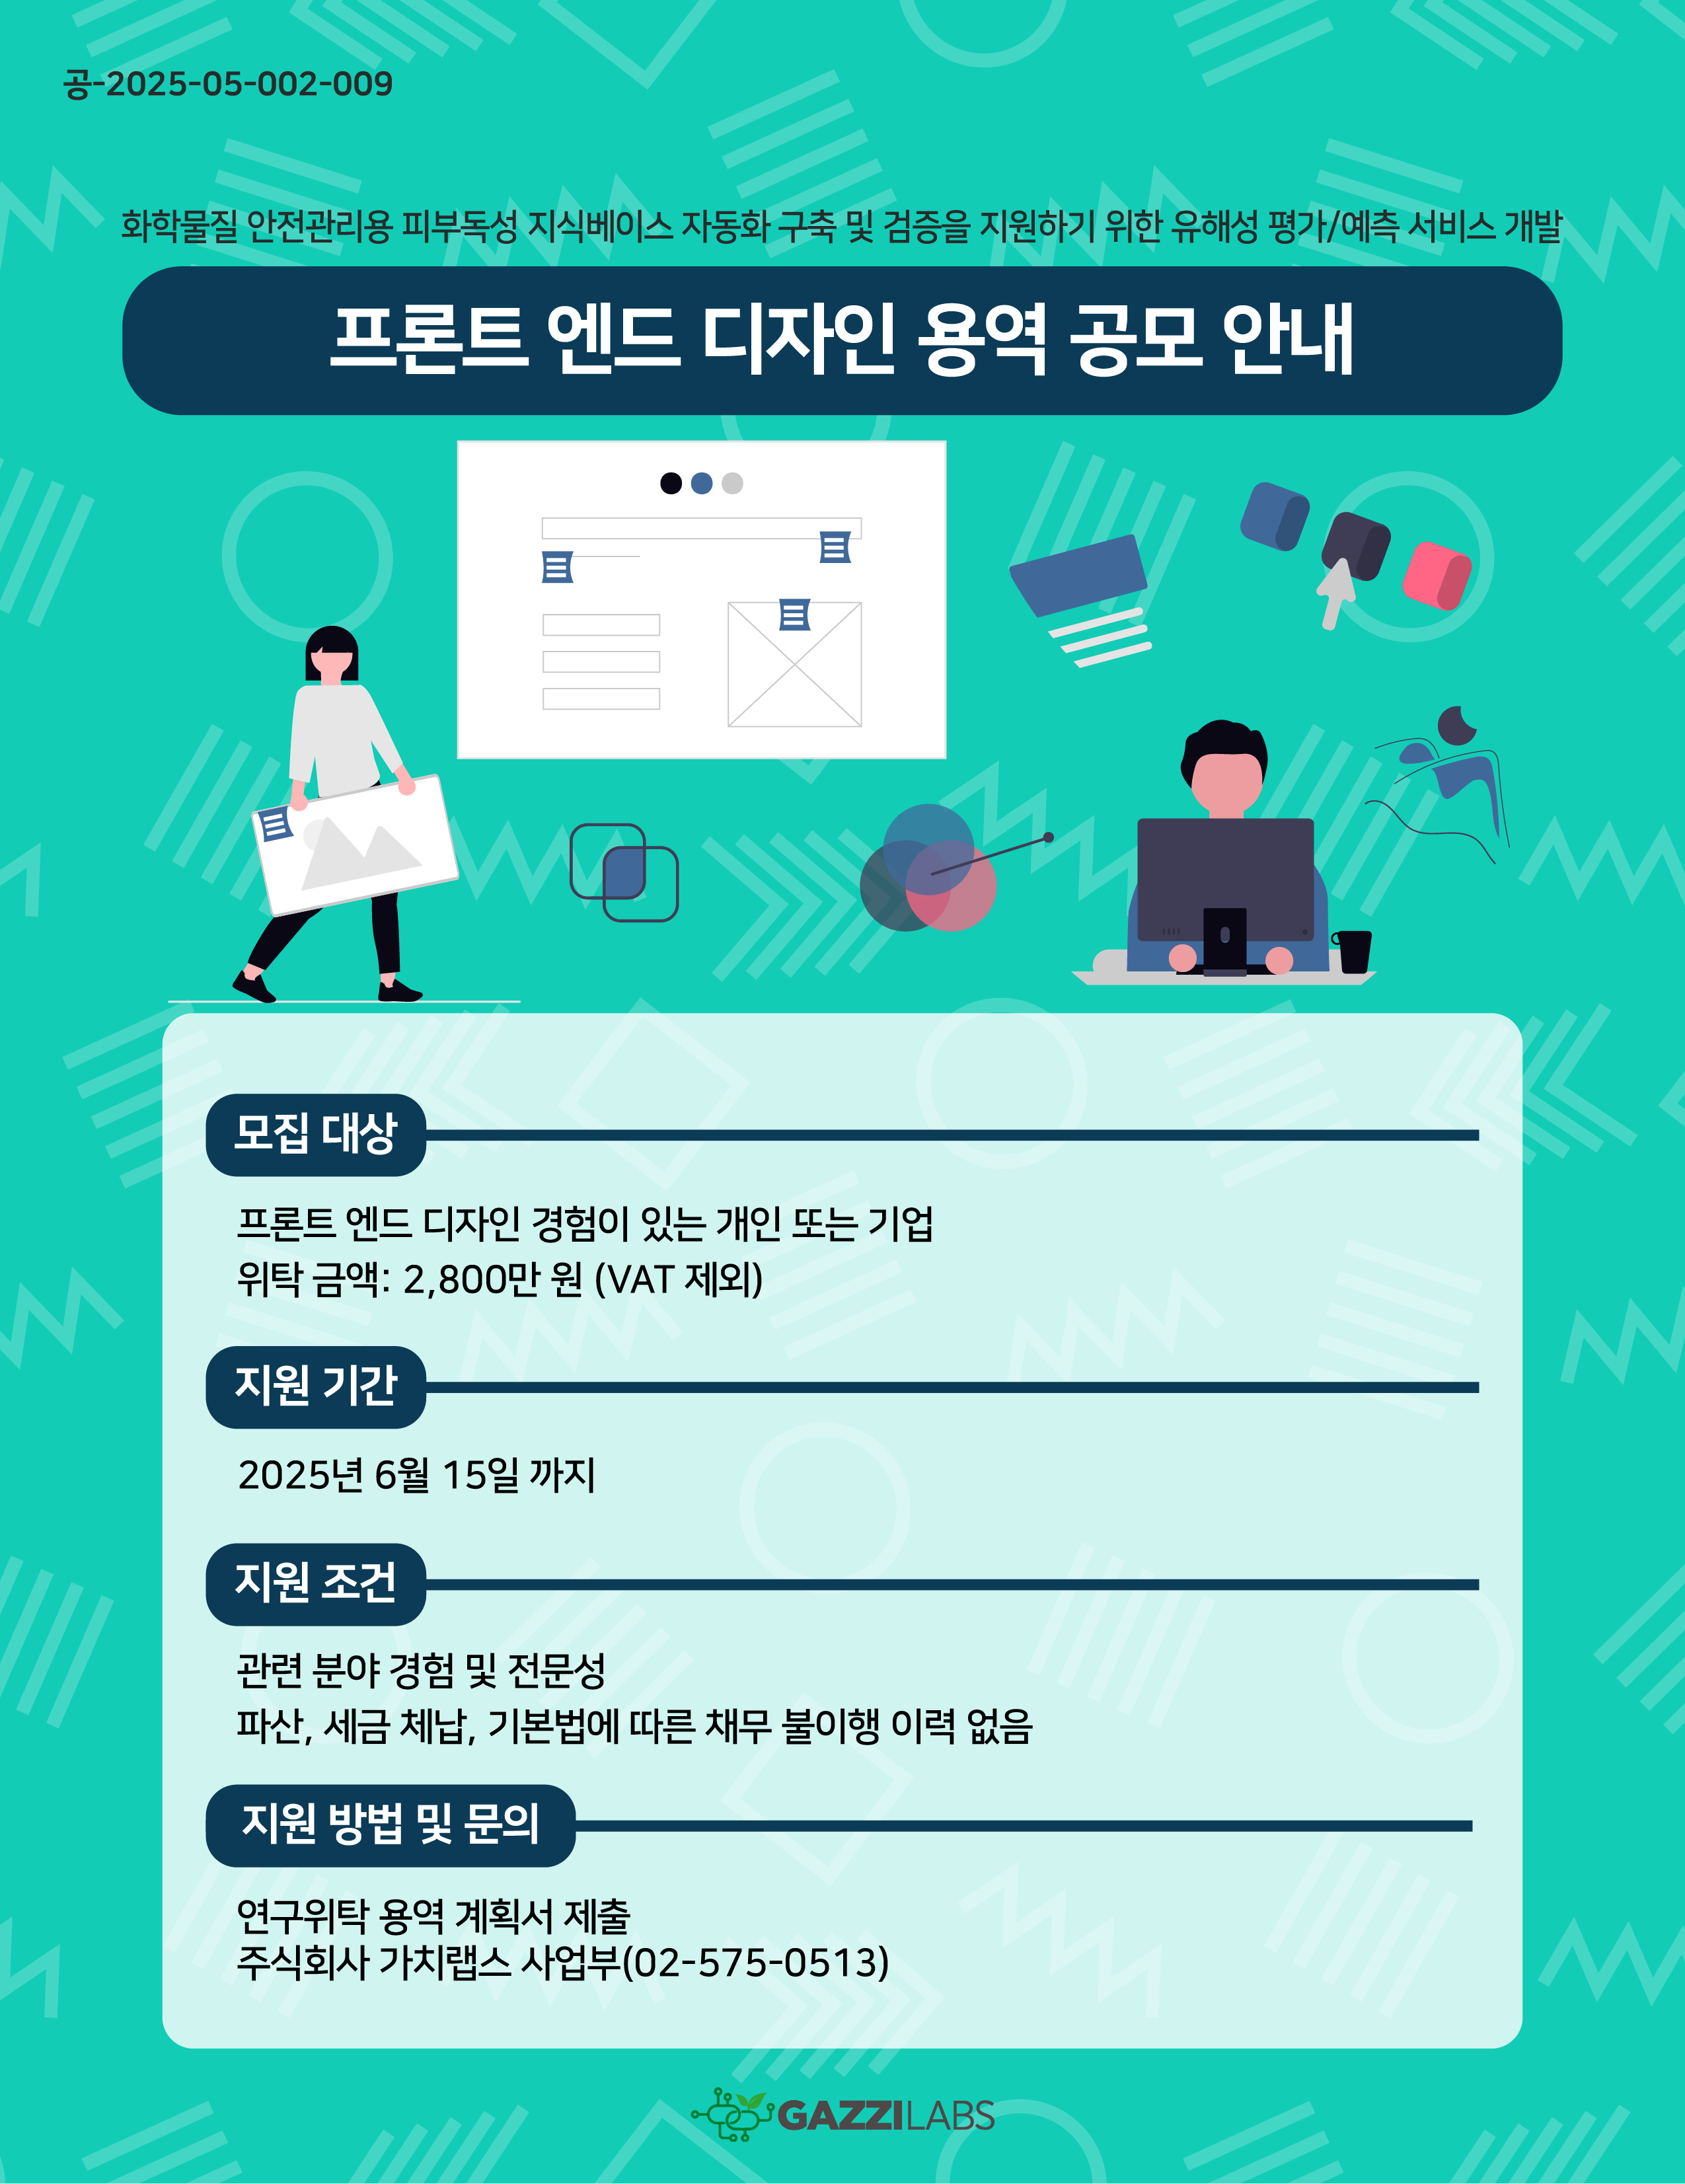 공-2025-05-002-009
화학물질 안전관리용 피부독성 지식베이스 자동화 구축 및 검증을 지원하기 위한 유해성 평가/예측 서비스 개발
프론트 엔드 디자인 용역 공모 안내
모집 대상
프론트 엔드 디자인 경험이 있는 개인 또는 기업
위탁 금액: 2,800만 원 (VAT 제외)
지원 기간
2025년 6월 15일 까지
지원 조건
관련 분야 경험 및 전문성
파산, 세금 체납, 기본법에 따른 채무 불이행 이력 없음
지원 방법 및 문의
연구위탁 용역 계획서 제출
주식회사 가치랩스 사업부(02-575-0513)
GAZZILABS